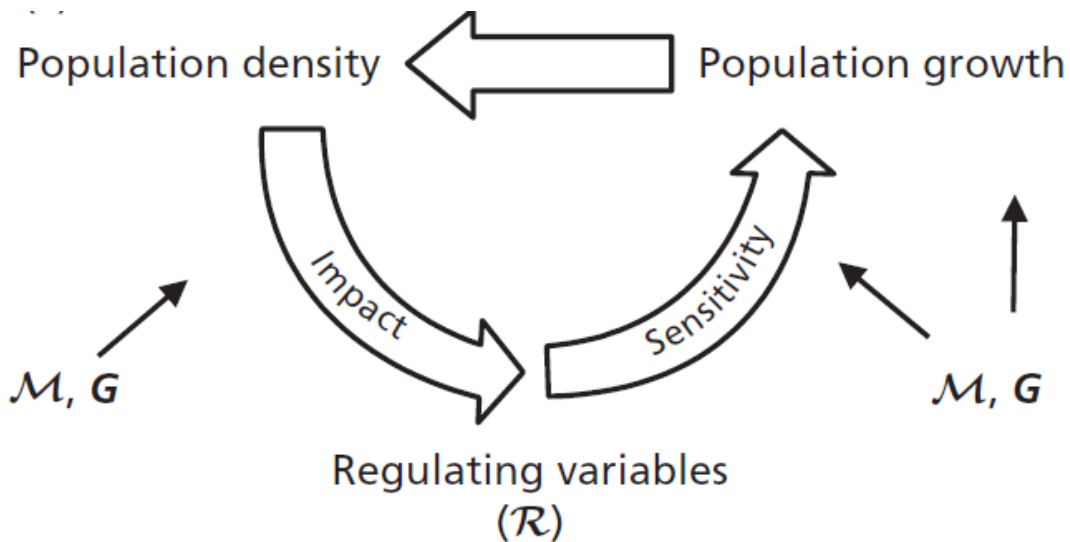 Population density
Population growth
Impact
Sensitivity
ℳ, G
ℳ, G
Regulating variables
(ℛ)